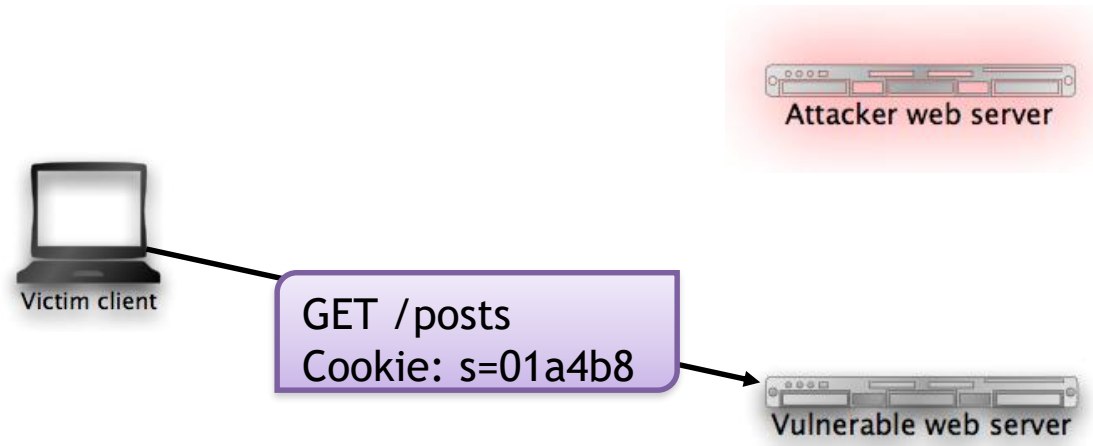 Attacker web server
Victim client
GET /posts
Cookie: s=01a4b8
Vulnerable web server